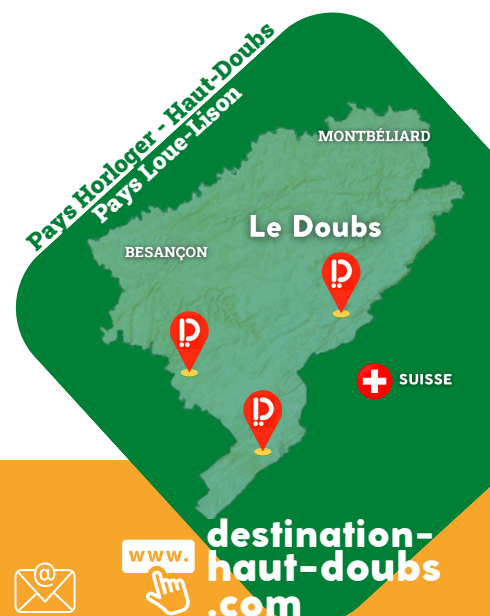 Pays Horloger - Haut-Doubs
Pays Loue-Lison
MONTBÉLIARD
Le Doubs
BESANÇON
SUISSE
www.
destination-
haut-doubs
.com
@